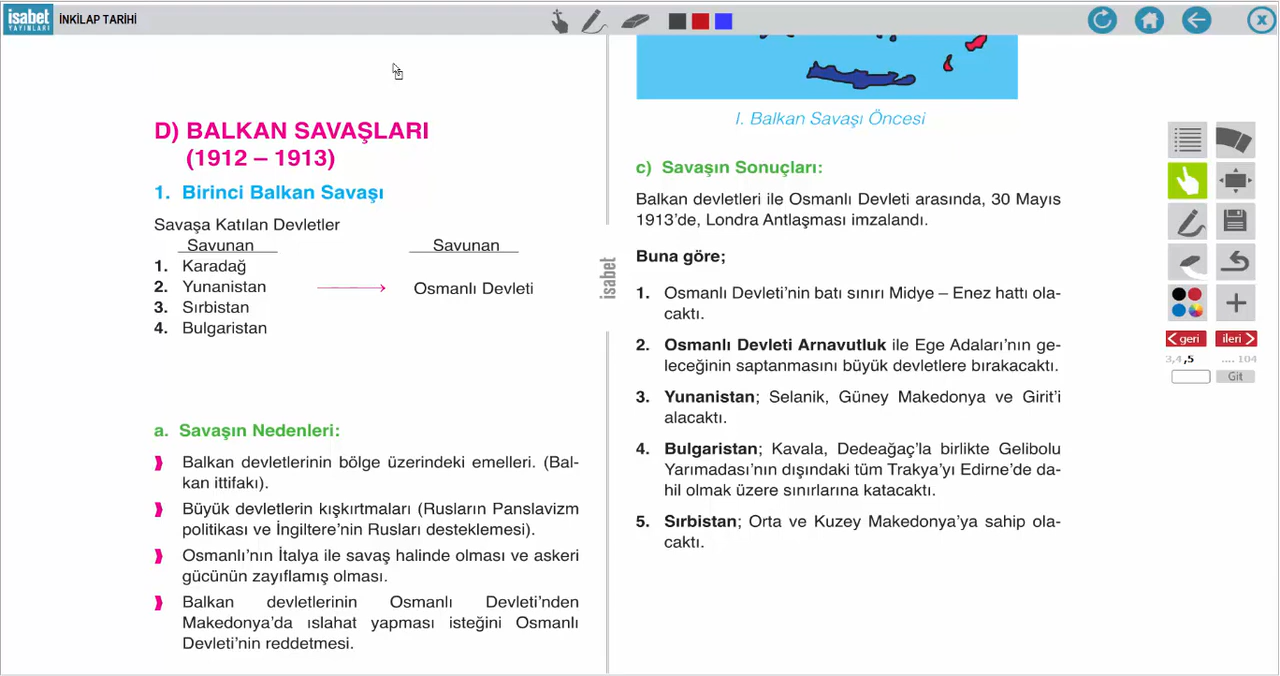 isabet
YAYINLARI
İNKİLAP TARİHİ
D) BALKAN SAVAŞLARI
(1912 – 1913)
1. Birinci Balkan Savaşı
Savaşa Katılan Devletler
Savunan Savunan
1. Karadağ
2. Yunanistan Osmanlı Devleti
3. Sırbistan
4. Bulgaristan
a. Savaşın Nedenleri:
Balkan devletlerinin bölge üzerindeki emelleri. (Bal-
kan ittifakı).
Büyük devletlerin kışkırtmaları (Rusların Panslavizm
politikası ve İngiltere’nin Rusları desteklemesi).
Osmanlı’nın İtalya ile savaş halinde olması ve askeri
gücünün zayıflamış olması.
Balkan devletlerinin Osmanlı Devleti’nden
Makedonya’da ıslahat yapması isteğini Osmanlı
Devleti’nin reddetmesi.
isabet
I. Balkan Savaşı Öncesi
c) Savaşın Sonuçları:
Balkan devletleri ile Osmanlı Devleti arasında, 30 Mayıs
1913’de, Londra Antlaşması imzalandı.
Buna göre;
1. Osmanlı Devleti’nin batı sınırı Midye – Enez hattı ola-
caktı.
2. Osmanlı Devleti Arnavutluk ile Ege Adaları’nın ge-
leceğinin saptanmasını büyük devletlere bırakacaktı.
3. Yunanistan; Selanik, Güney Makedonya ve Girit’i
alacaktı.
4. Bulgaristan; Kavala, Dedeağaç’la birlikte Gelibolu
Yarımadası’nın dışındaki tüm Trakya’yı Edirne’de da-
hil olmak üzere sınırlarına katacaktı.
5. Sırbistan; Orta ve Kuzey Makedonya’ya sahip ola-
caktı.
geri ileri
3,4,5 .... 104
Git